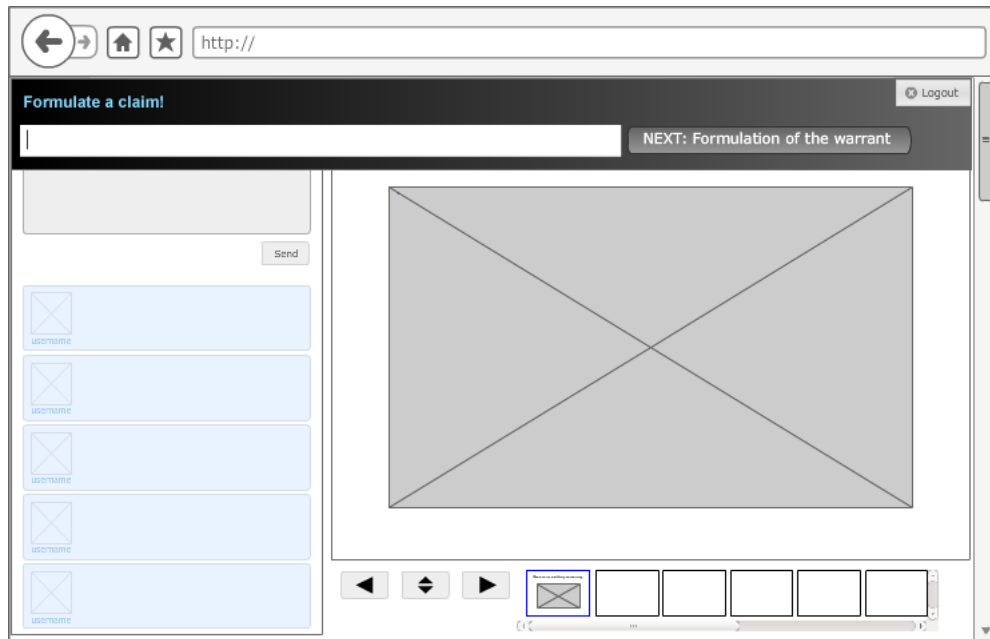 http://
Formulate a claim!
Logout
NEXT: Formulation of the warrant
Send
username
username
username
username
username